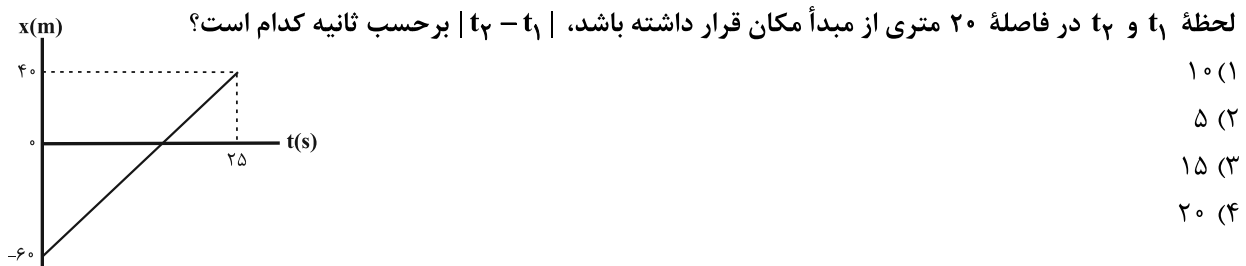 لحظهٔ t₁ و t₂ در فاصلهٔ ۲۰ متری از مبدأ مکان قرار داشته باشد، |t₂ − t₁| برحسب ثانیه کدام است؟
۱) ۱۰
۲) ۵
۳) ۱۵
۴) ۲۰
x(m)
۴۰
۰
t(s)
۲۵
−۶۰